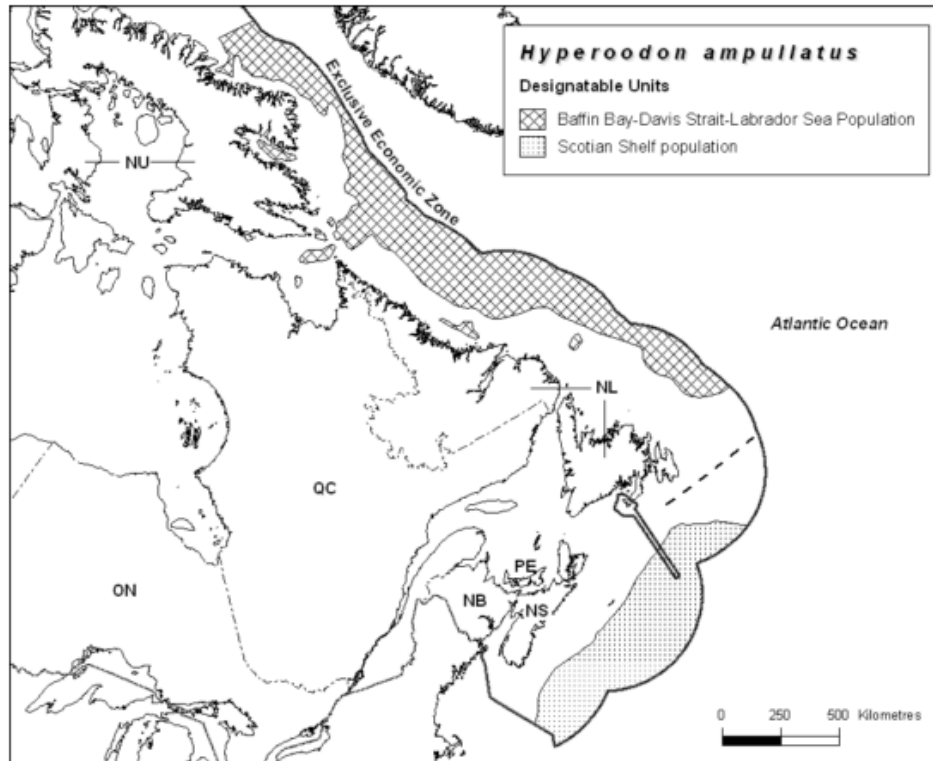 Hyperoodon ampullatus
Designatable Units
Baffin Bay-Davis Strait-Labrador Sea Population
Scotian Shelf population
Exclusive Economic Zone
NU
Atlantic Ocean
NL
QC
ON
PE
NB
NS
0 250 500 Kilometres